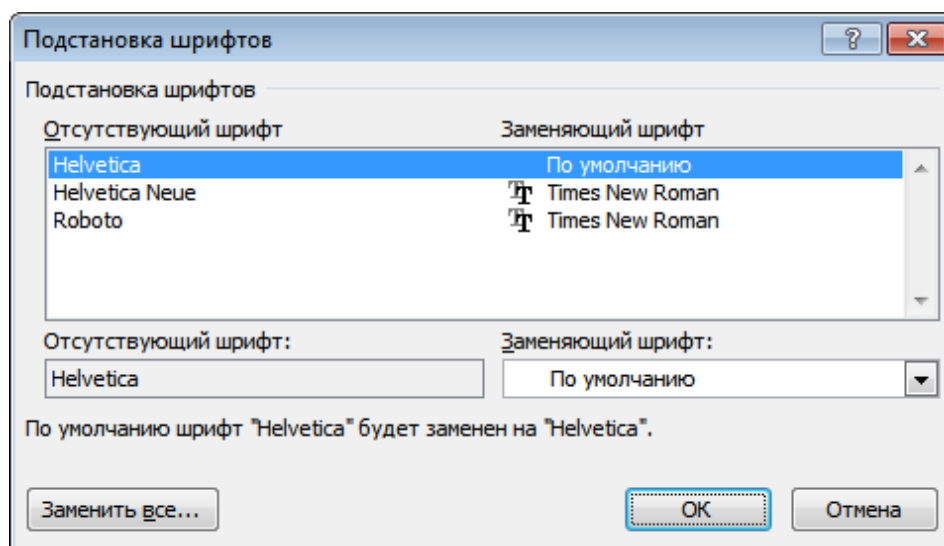 Подстановка шрифтов
Подстановка шрифтов
Отсутствующий шрифт Заменяющий шрифт
Helvetica По умолчанию
Helvetica Neue Times New Roman
Roboto Times New Roman
Отсутствующий шрифт: Заменяющий шрифт:
Helvetica По умолчанию
По умолчанию шрифт "Helvetica" будет заменен на "Helvetica".
Заменить все... ОК Отмена